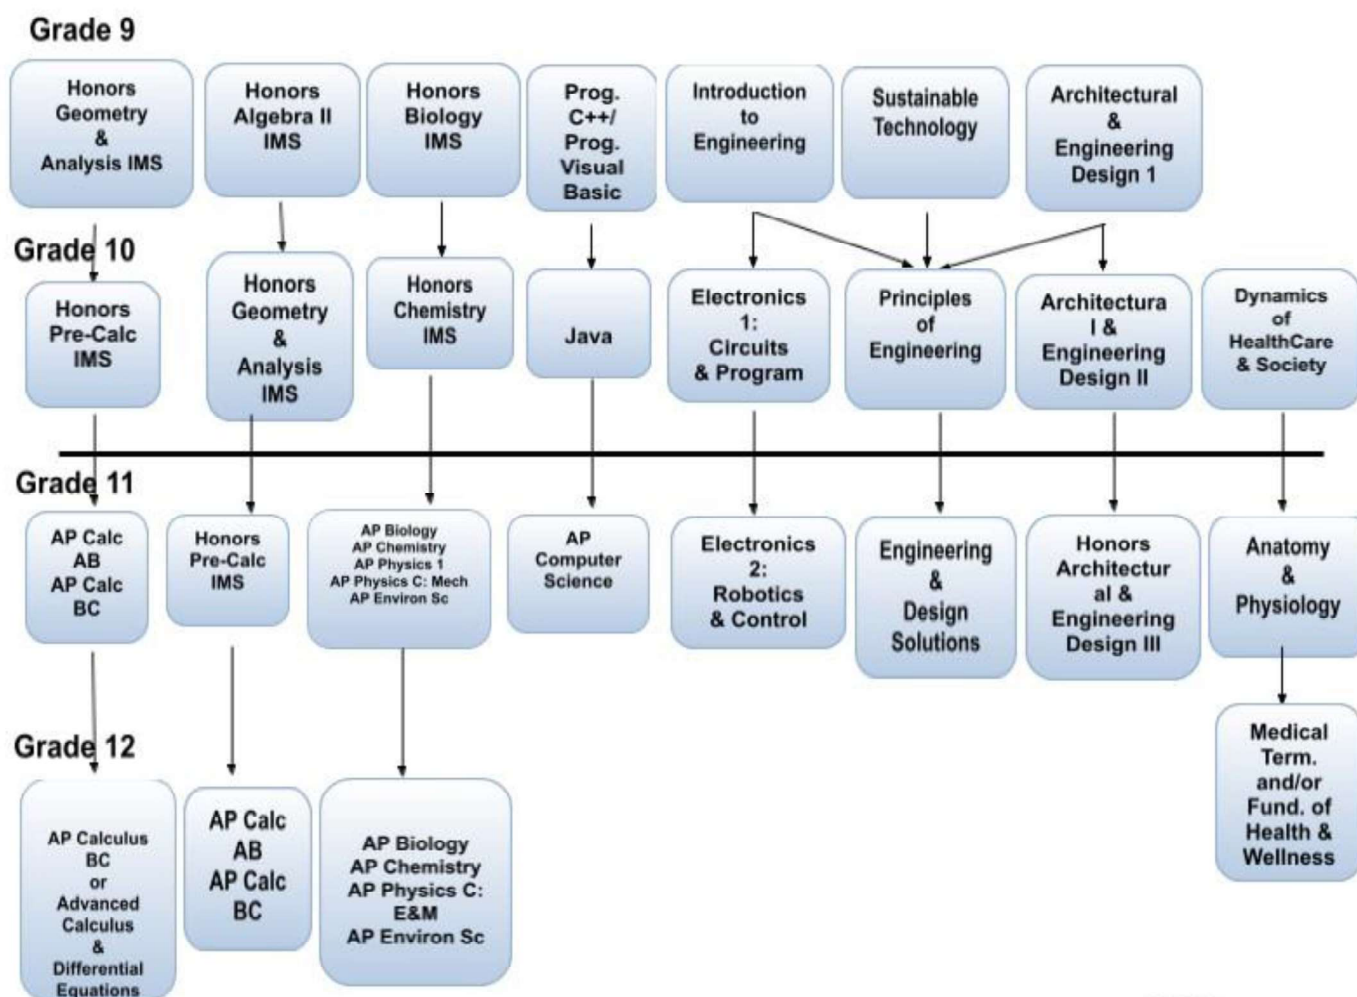 Grade 9
Honors
Geometry
&
Analysis IMS
Honors
Algebra II
IMS
Honors
Biology
IMS
Prog.
C++/
Prog.
Visual
Basic
Introduction
to
Engineering
Sustainable
Technology
Architectural
&
Engineering
Design 1
Grade 10
Honors
Pre-Calc
IMS
Honors
Geometry
&
Analysis
IMS
Honors
Chemistry
IMS
Java
Electronics
1:
Circuits
& Program
Principles
of
Engineering
Architectura
l &
Engineering
Design II
Dynamics
of
HealthCare
& Society
Grade 11
AP Calc
AB
AP Calc
BC
Honors
Pre-Calc
IMS
AP Biology
AP Chemistry
AP Physics 1
AP Physics C: Mech
AP Environ Sc
AP
Computer
Science
Electronics
2:
Robotics
& Control
Engineering
&
Design
Solutions
Honors
Architectur
al &
Engineering
Design III
Anatomy
&
Physiology
Grade 12
AP Calculus
BC
or
Advanced
Calculus
&
Differential
Equations
AP Calc
AB
AP Calc
BC
AP Biology
AP Chemistry
AP Physics C:
E&M
AP Environ Sc
Medical
Term.
and/or
Fund. of
Health &
Wellness